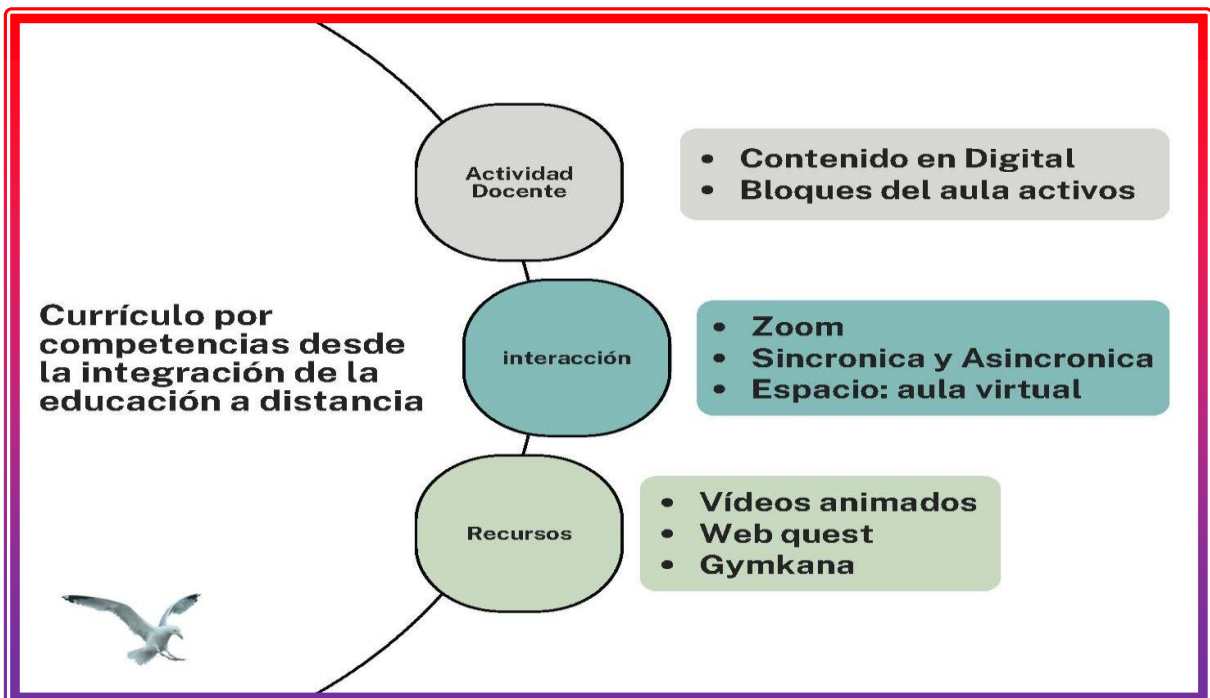 Currículo por
competencias desde
la integración de la
educación a distancia
Actividad
Docente
• Contenido en Digital
• Bloques del aula activos
interacción
• Zoom
• Sincronica y Asincronica
• Espacio: aula virtual
Recursos
• Vídeos animados
• Web quest
• Gymkana